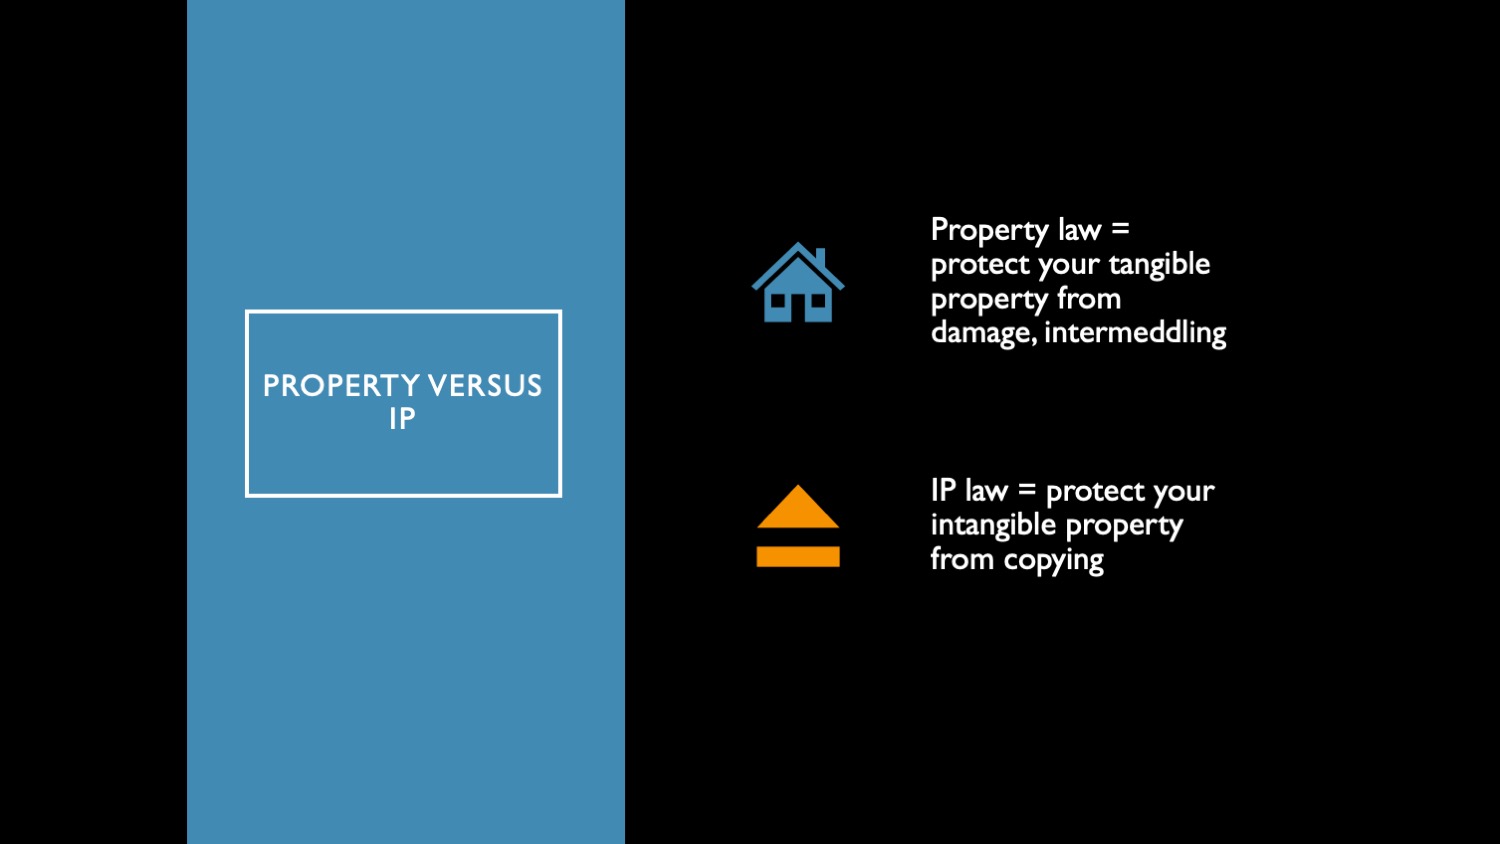 PROPERTY VERSUS
IP
Property law =
protect your tangible
property from
damage, intermeddling
IP law = protect your
intangible property
from copying